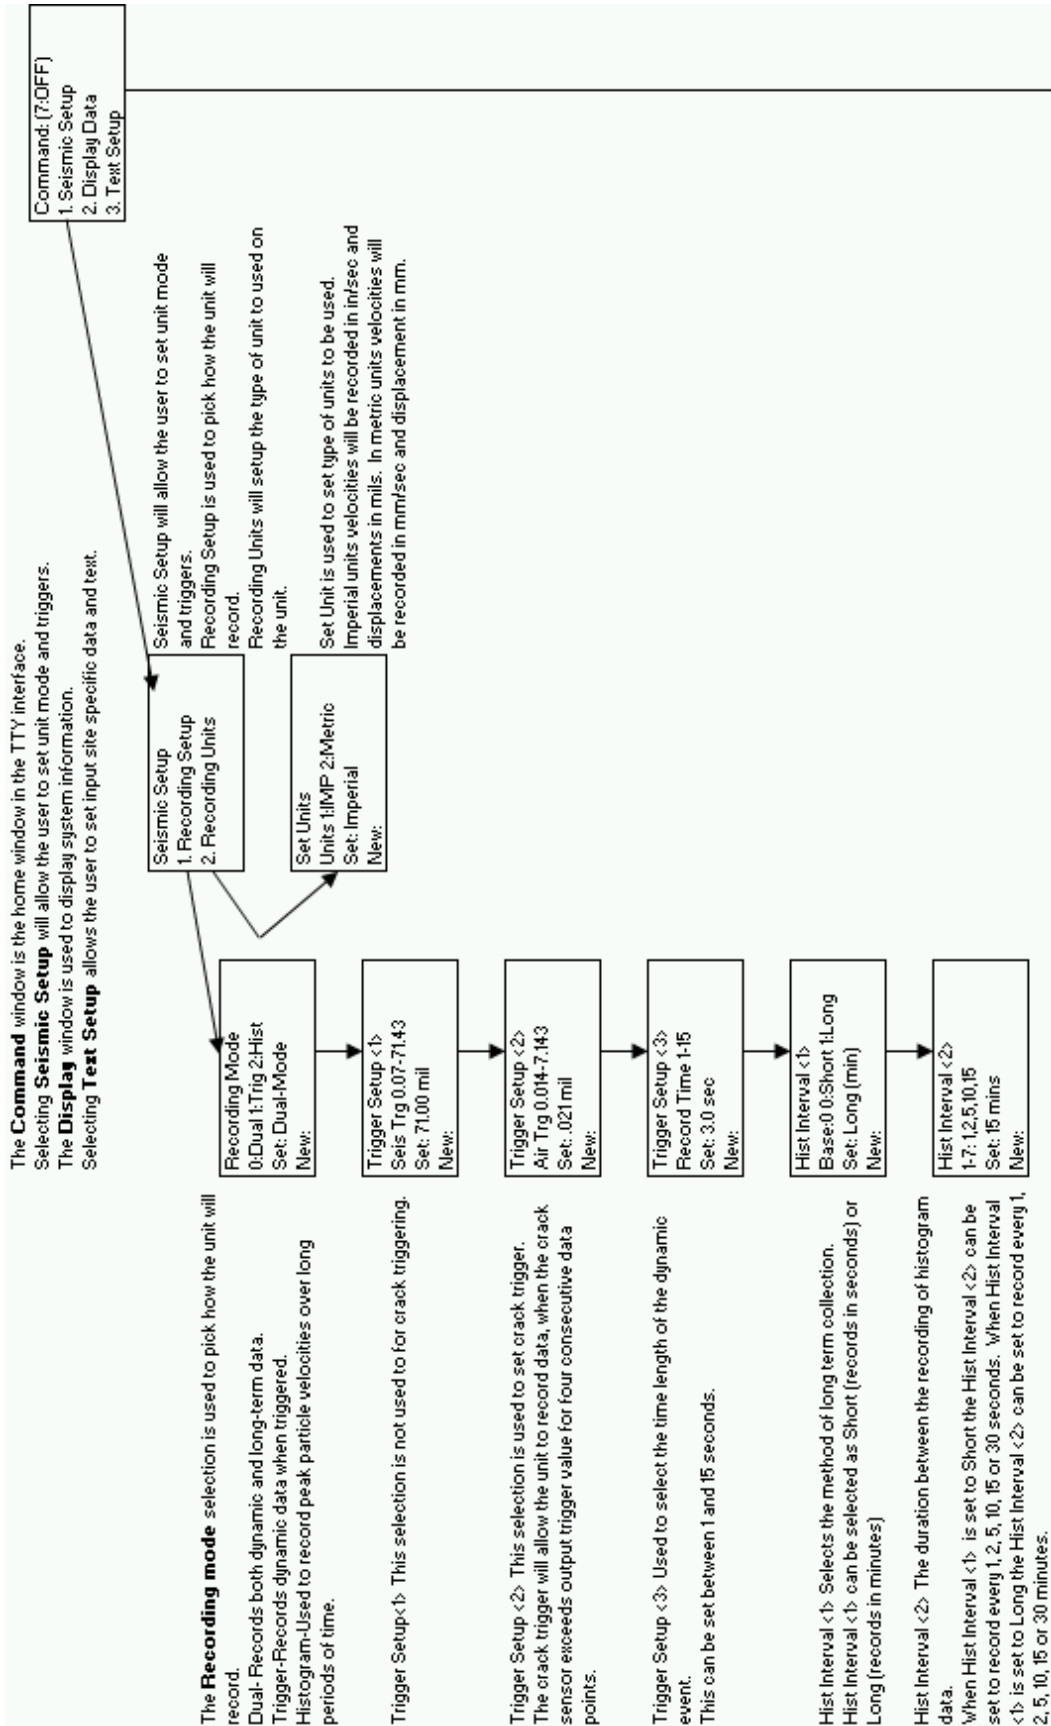 The Command window is the home window in the TTY interface.
Selecting Seismic Setup will allow the user to set unit mode and triggers.
The Display window is used to display system information.
Selecting Text Setup allows the user to set input site specific data and text.
Command: (7:OFF)
1. Seismic Setup
2. Display Data
3. Text Setup
Seismic Setup
1. Recording Setup
2. Recording Units
Seismic Setup will allow the user to set unit mode
and triggers.
Recording Setup is used to pick how the unit will
record.
Recording Units will setup the type of unit to used on
the unit.
Set Units
Units 1:IMP 2:Metric
Set: Imperial
New:
Set Unit is used to set type of units to be used.
Imperial units velocities will be recorded in in/sec and
displacements in mils. In metric units velocities will
be recorded in mm/sec and displacement in mm.
The Recording mode selection is used to pick how the unit will
record.
Dual- Records both dynamic and long-term data.
Trigger-Records dynamic data when triggered.
Histogram-Used to record peak particle velocities over long
periods of time.
Recording Mode
0:Dual 1:Trig 2:Hist
Set: Dual-Mode
New:
Trigger Setup<1> This selection is not used to for crack triggering.
Trigger Setup <1>
Seis Trg 0.07-71.43
Set: 71.00 mil
New:
Trigger Setup <2> This selection is used to set crack trigger.
The crack trigger will allow the unit to record data, when the crack
sensor exceeds output trigger value for four consecutive data
points.
Trigger Setup <2>
Air Trg 0.014-7.143
Set: .021 mil
New:
Trigger Setup <3> Used to select the time length of the dynamic
event.
This can be set between 1 and 15 seconds.
Trigger Setup <3>
Record Time 1-15
Set: 3.0 sec
New:
Hist Interval <1> Selects the method of long term collection.
Hist Interval <1> can be selected as Short (records in seconds) or
Long (records in minutes)
Hist Interval <1>
Base:0 0:Short 1:Long
Set: Long (min)
New:
Hist Interval <2> The duration between the recording of histogram
data.
When Hist Interval <1> is set to Short the Hist Interval <2> can be
set to record every 1, 2, 5, 10, 15 or 30 seconds. When Hist Interval
<1> is set to Long the Hist Interval <2> can be set to record every 1,
2, 5, 10, 15 or 30 minutes.
Hist Interval <2>
1-7: 1,2,5,10,15
Set: 15 mins
New: